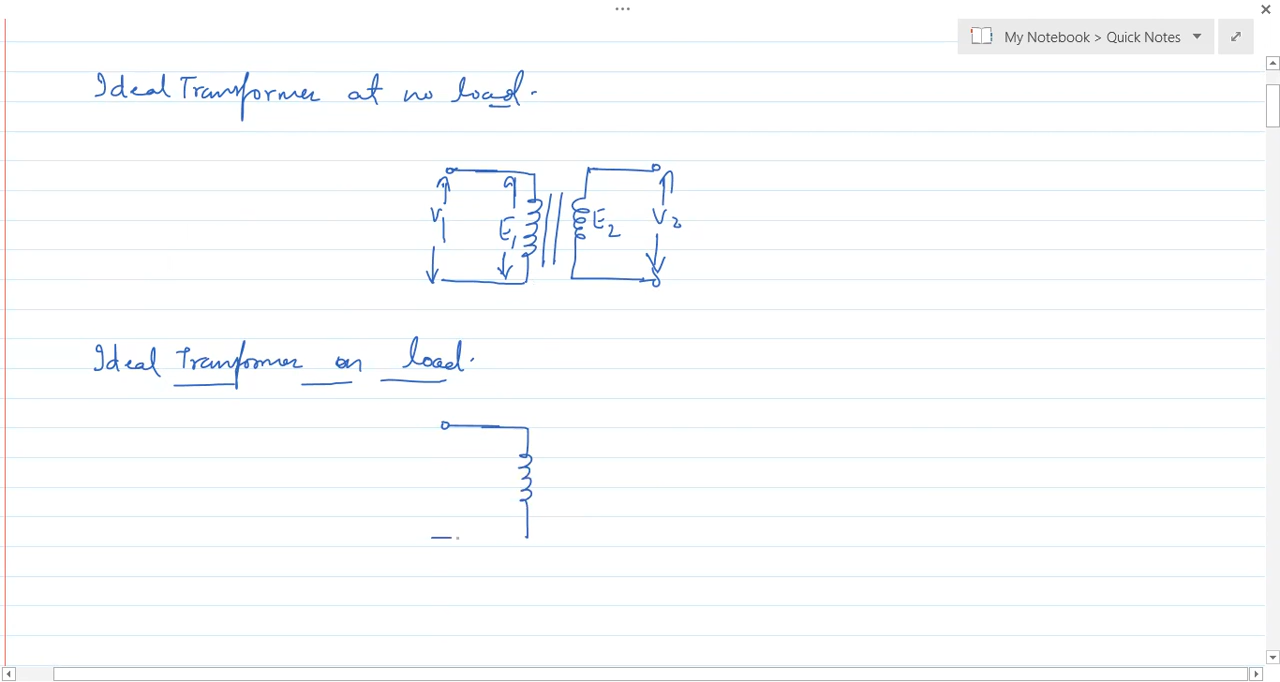 My Notebook > Quick Notes
Ideal Transformer at no load.
V1 E1 E2 V2
Ideal Transformer on load.